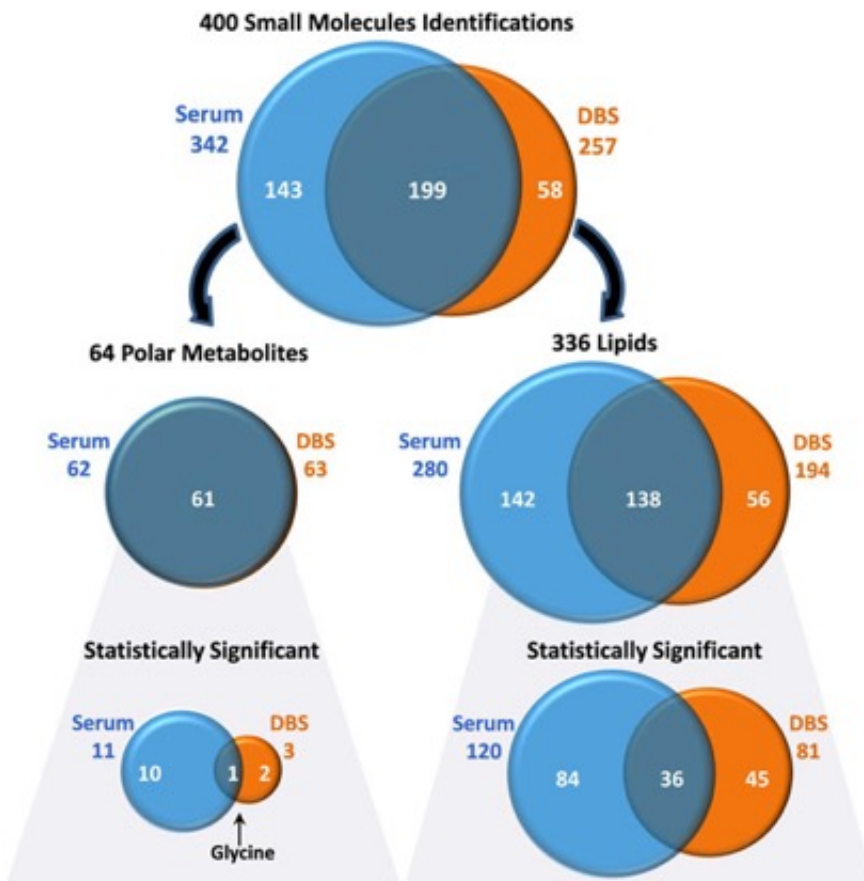 400 Small Molecules Identifications
Serum
342
DBS
257
143
199
58
64 Polar Metabolites
336 Lipids
Serum
62
DBS
63
61
Serum
280
DBS
194
142
138
56
Statistically Significant
Statistically Significant
Serum
11
DBS
3
10
1
2
Glycine
Serum
120
DBS
81
84
36
45